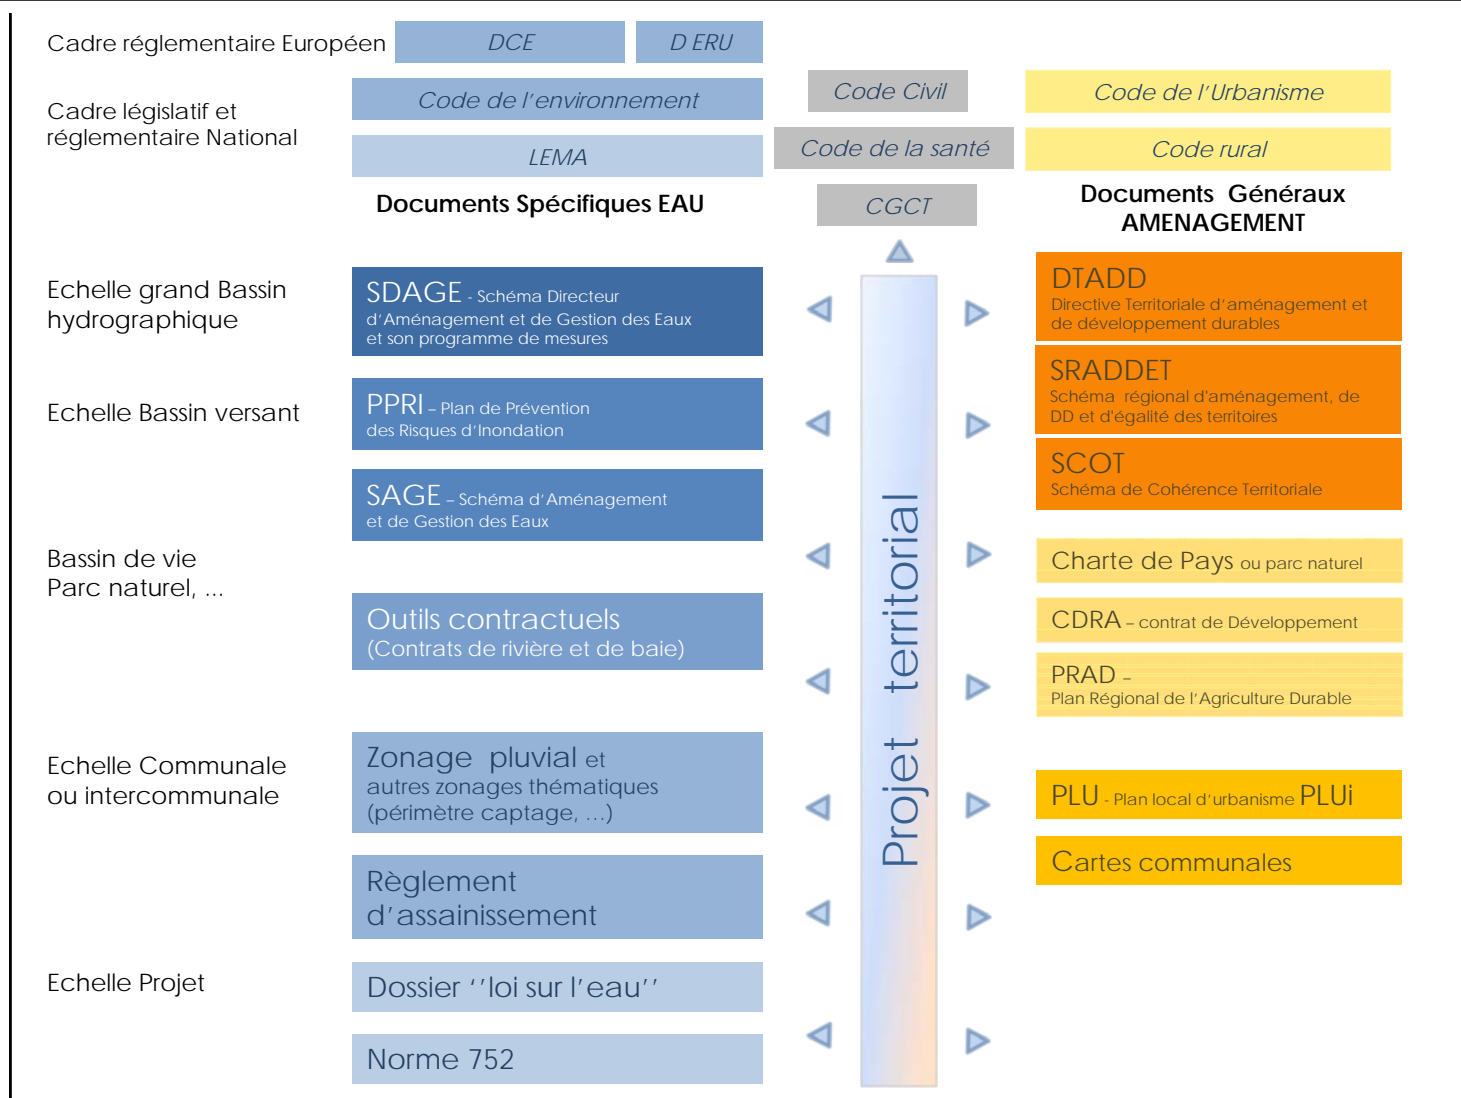 Cadre réglementaire Européen
DCE
D ERU
Cadre législatif et
réglementaire National
Code de l'environnement
LEMA
Code Civil
Code de la santé
CGCT
Code de l'Urbanisme
Code rural
Documents Spécifiques EAU
Documents Généraux
AMENAGEMENT
Echelle grand Bassin
hydrographique
SDAGE - Schéma Directeur
d'Aménagement et de Gestion des Eaux
et son programme de mesures
DTADD
Directive Territoriale d'aménagement et
de développement durables
Echelle Bassin versant
PPRI – Plan de Prévention
des Risques d'Inondation
SRADDET
Schéma régional d'aménagement, de
DD et d'égalité des territoires
SAGE – Schéma d'Aménagement
et de Gestion des Eaux
SCOT
Schéma de Cohérence Territoriale
Bassin de vie
Parc naturel, ...
Outils contractuels
(Contrats de rivière et de baie)
Projet territorial
Charte de Pays ou parc naturel
CDRA – contrat de Développement
PRAD –
Plan Régional de l'Agriculture Durable
Echelle Communale
ou intercommunale
Zonage pluvial et
autres zonages thématiques
(périmètre captage, ...)
PLU - Plan local d'urbanisme PLUi
Règlement
d'assainissement
Cartes communales
Echelle Projet
Dossier ''loi sur l'eau''
Norme 752